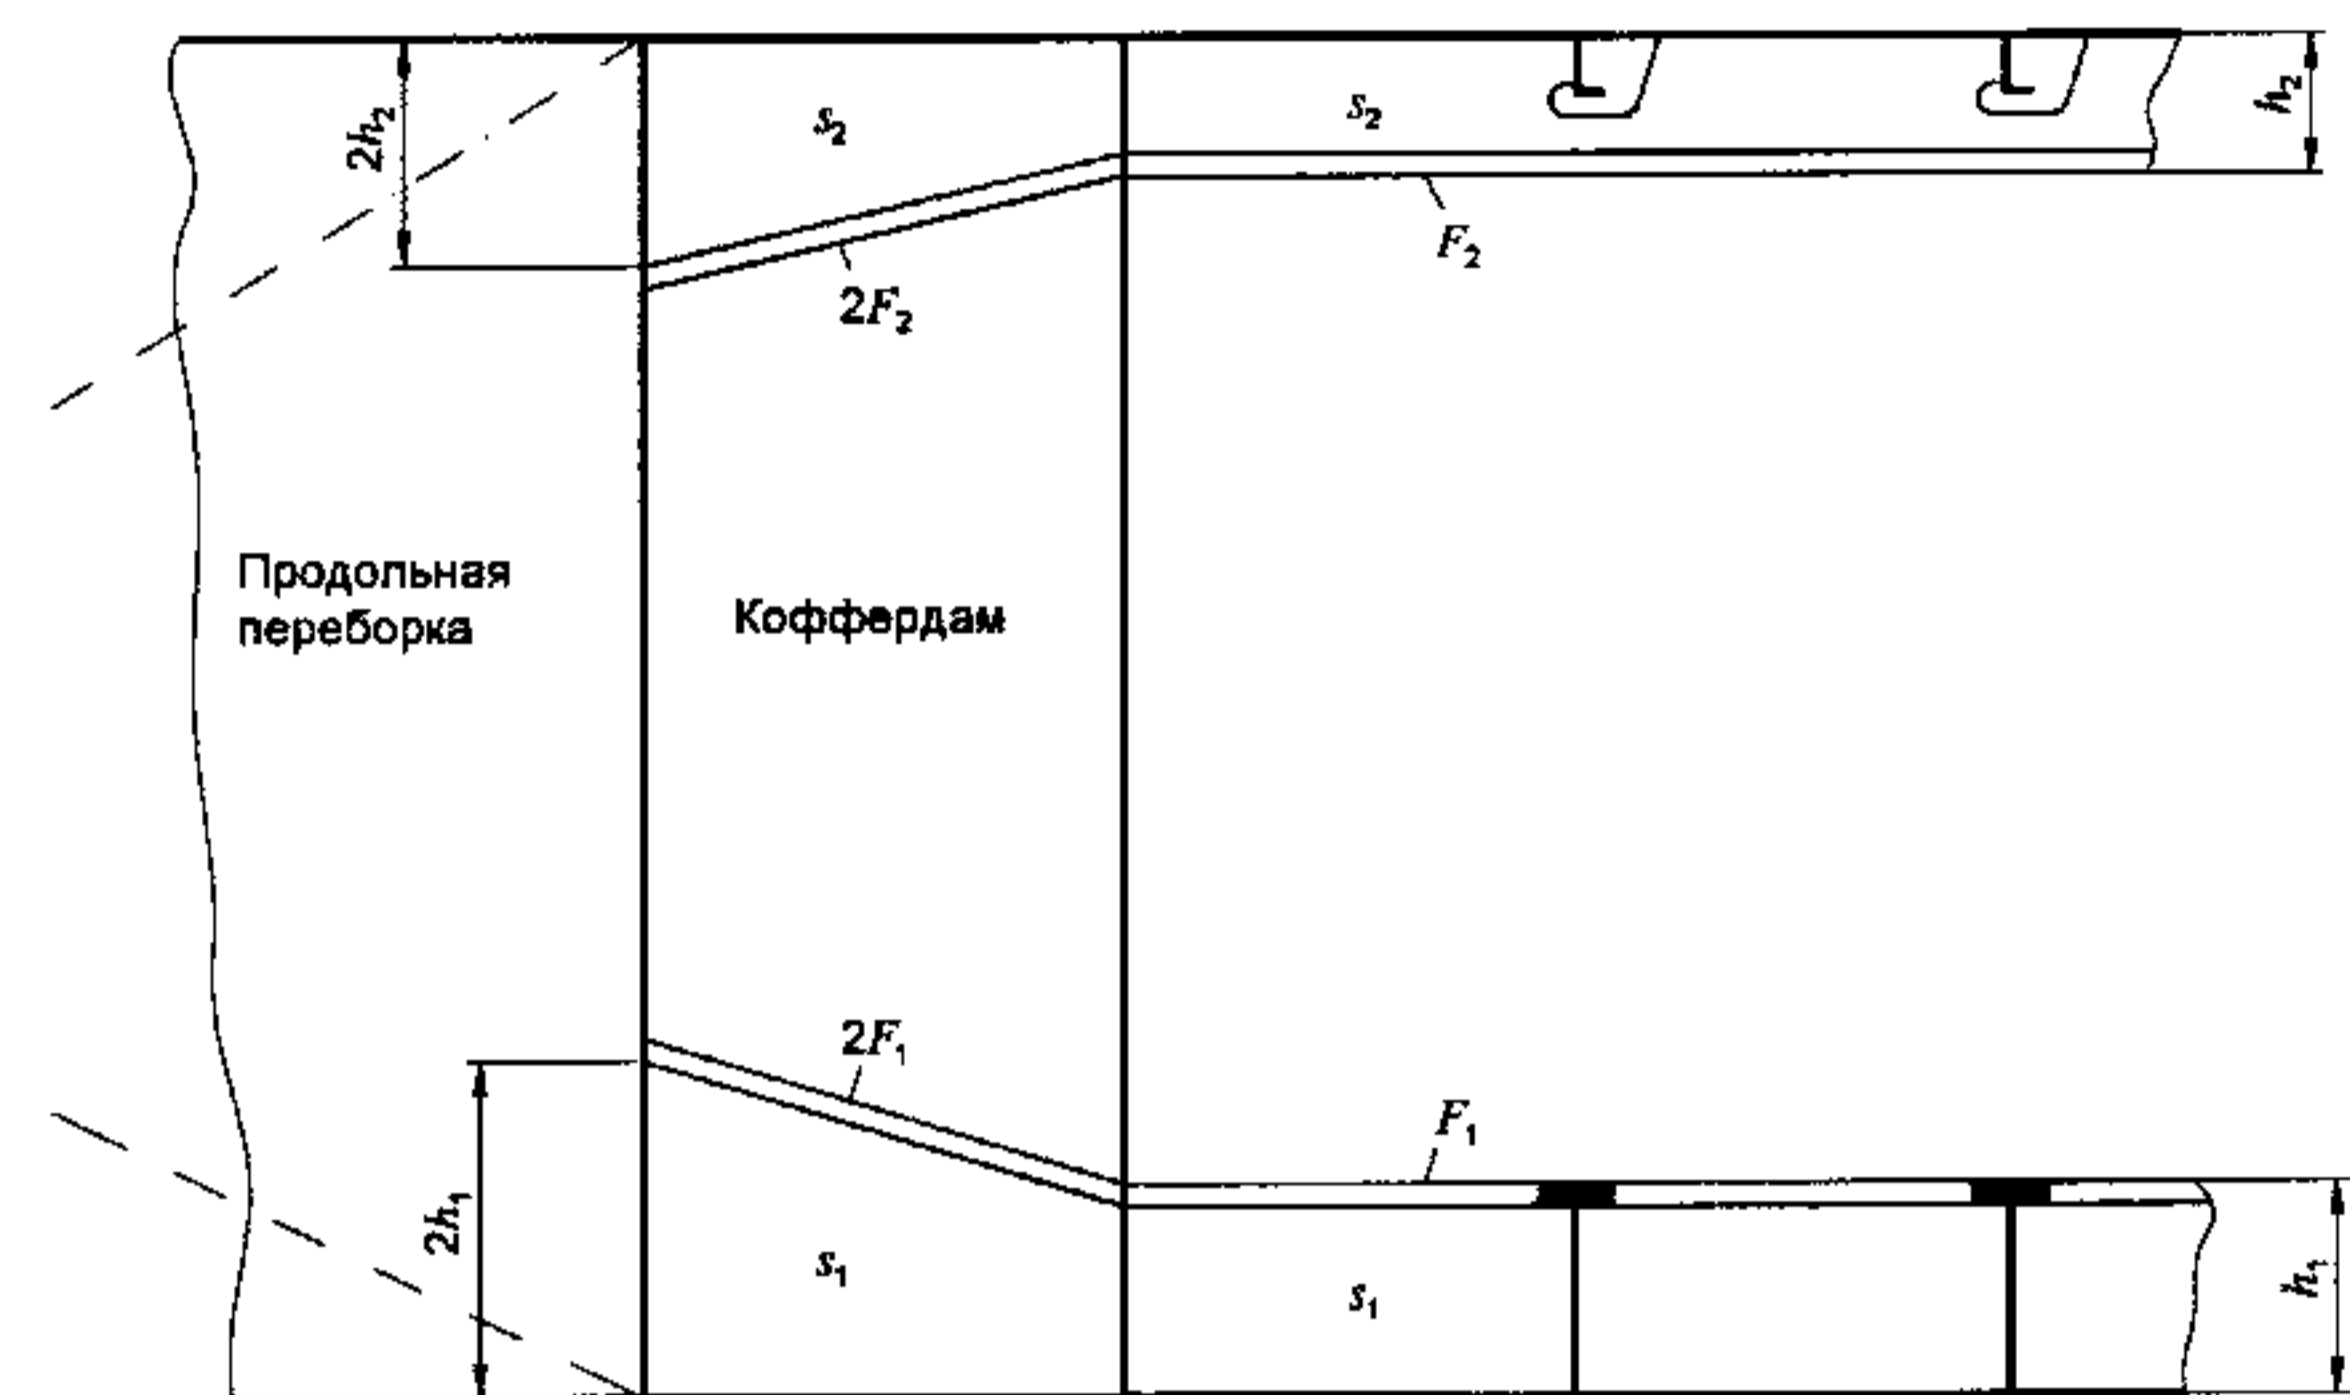 2h₂
s₂
s₂
h₂
F₂
2F₂
Продольная
переборка
Коффердам
2F₁
F₁
2h₁
s₁
s₁
h₁